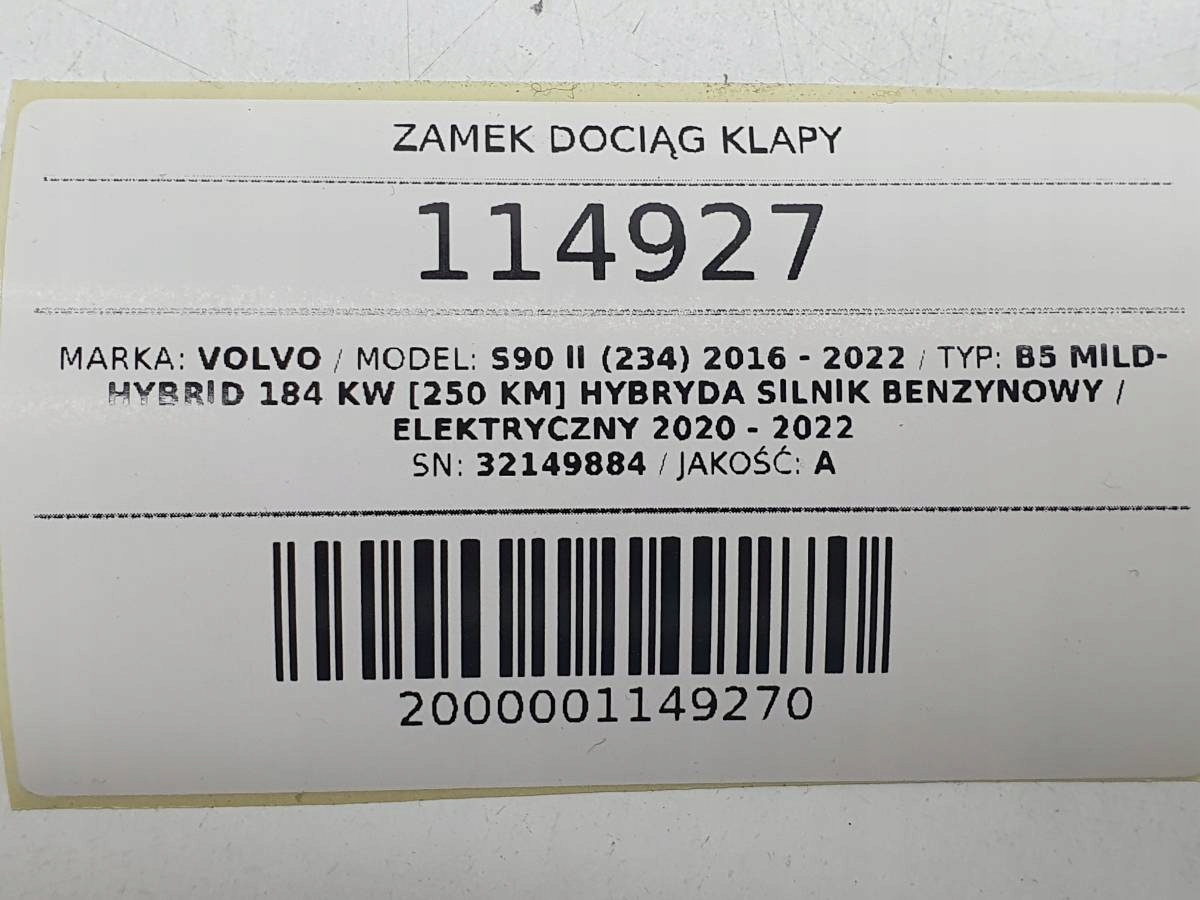 ZAMEK DOCIĄG KLAPY
114927
MARKA: VOLVO / MODEL: S90 II (234) 2016 - 2022 / TYP: B5 MILD-
HYBRID 184 KW [250 KM] HYBRYDA SILNIK BENZYNOWY /
ELEKTRYCZNY 2020 - 2022
SN: 32149884 / JAKOŚĆ: A
2000001149270